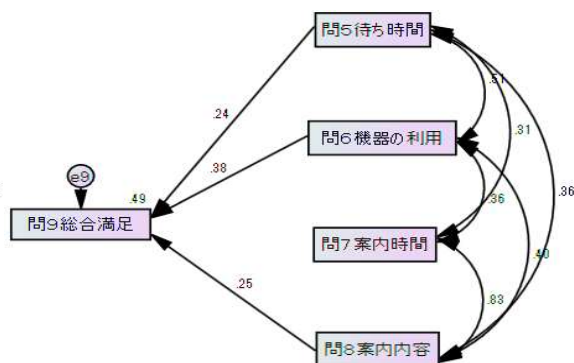 問5待ち時間
.51
.24
.31
問6機器の利用
.38
e9
.49
.36
.36
問9総合満足
問7案内時間
.40
.25
.83
問8案内内容